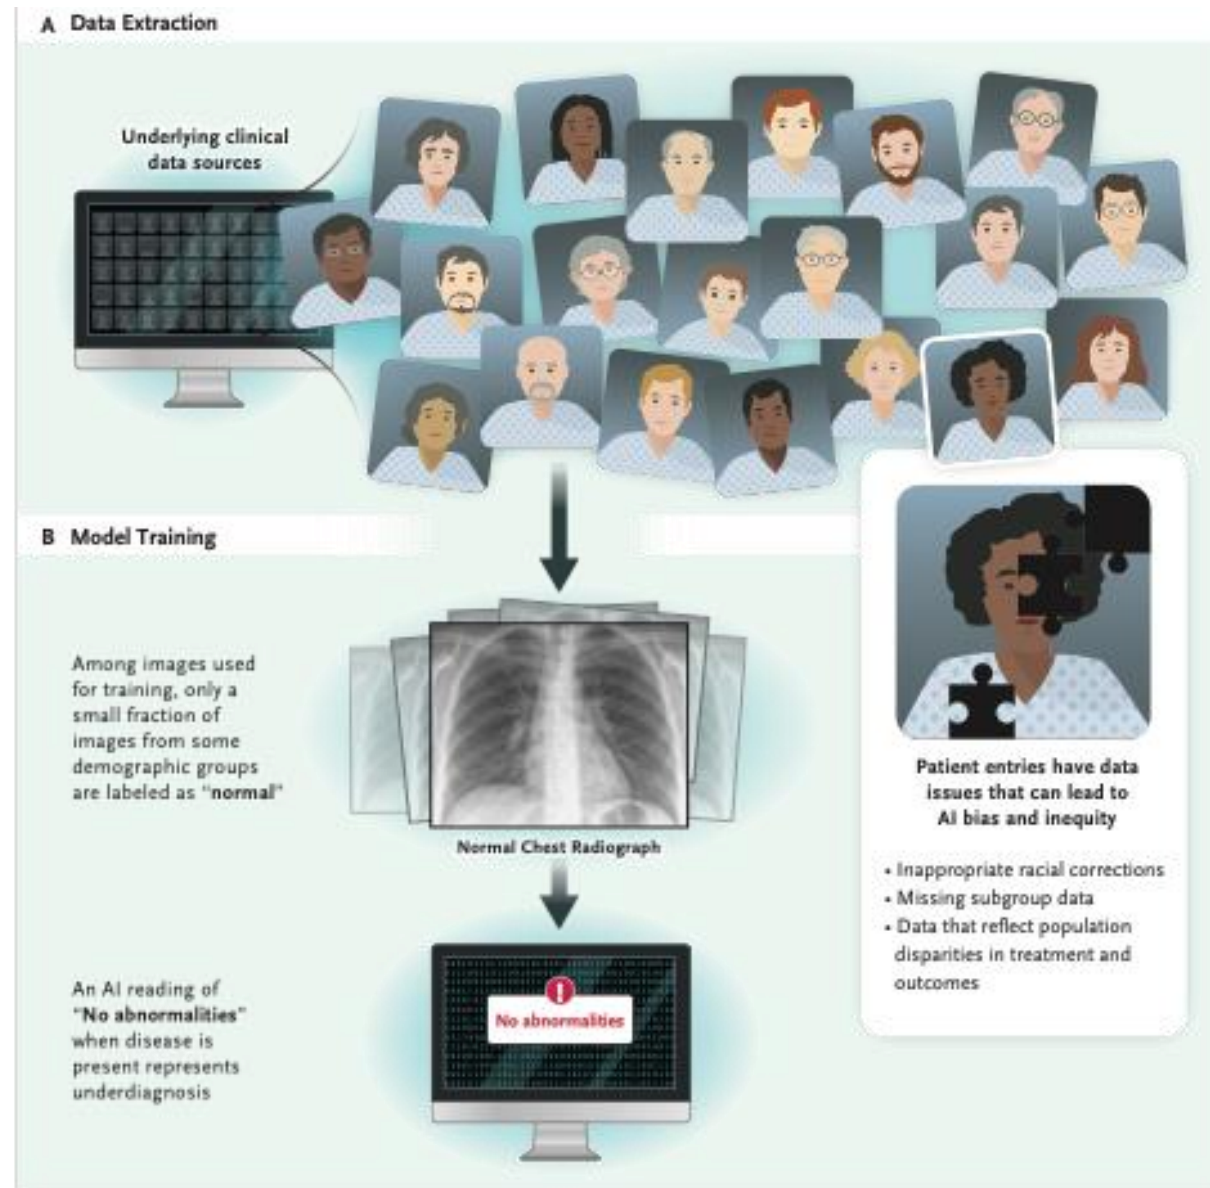 A Data Extraction
Underlying clinical
data sources
B Model Training
Among images used
for training, only a
small fraction of
images from some
demographic groups
are labeled as “normal”
Normal Chest Radiograph
An AI reading of
“No abnormalities”
when disease is
present represents
underdiagnosis
No abnormalities
Patient entries have data
issues that can lead to
AI bias and inequity
• Inappropriate racial corrections
• Missing subgroup data
• Data that reflect population
disparities in treatment and
outcomes